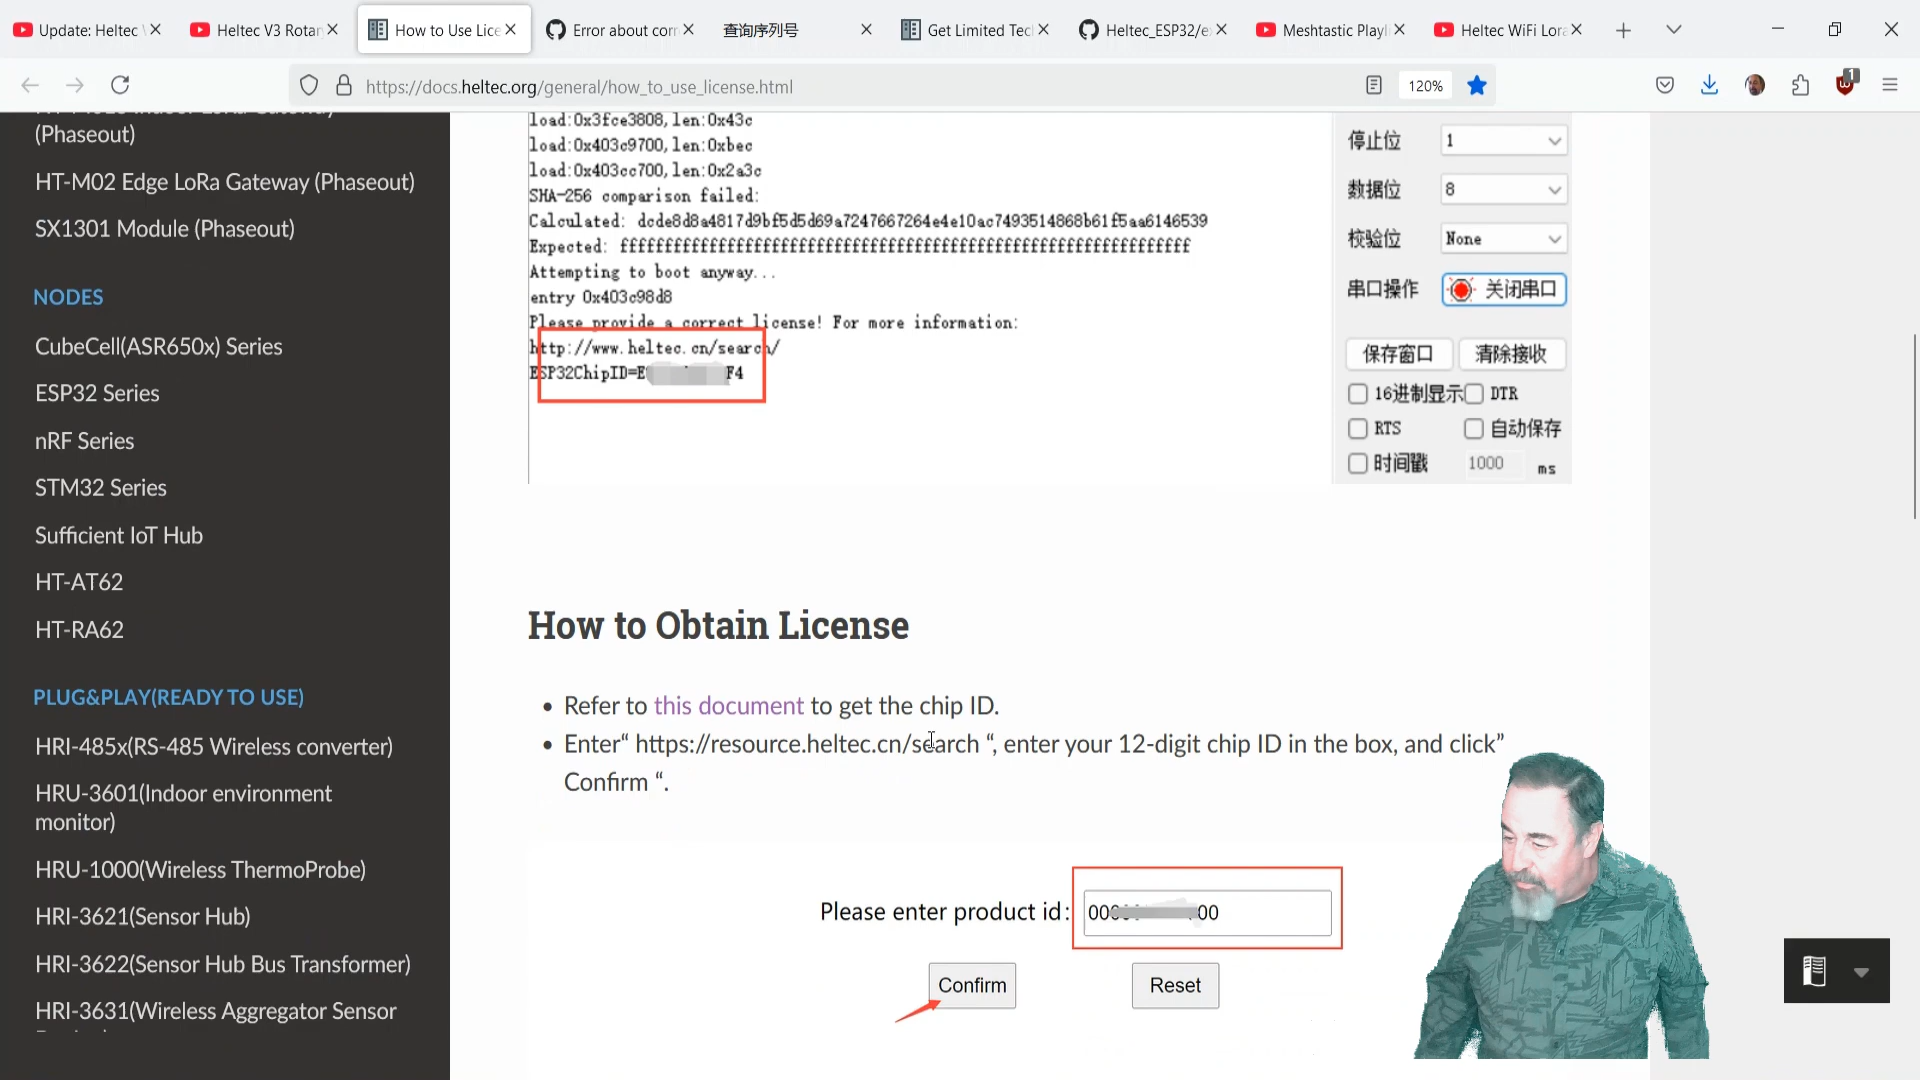 Update: Heltec
Heltec V3 Rotar
How to Use Lice
Error about corr
查询序列号
Get Limited Tec
Heltec_ESP32/e
Meshtastic Playl
Heltec WiFi Lora
https://docs.heltec.org/general/how_to_use_license.html
120%
1
(Phaseout)
HT-M02 Edge LoRa Gateway (Phaseout)
SX1301 Module (Phaseout)
NODES
CubeCell(ASR650x) Series
ESP32 Series
nRF Series
STM32 Series
Sufficient IoT Hub
HT-AT62
HT-RA62
PLUG&PLAY(READY TO USE)
HRI-485x(RS-485 Wireless converter)
HRU-3601(Indoor environment
monitor)
HRU-1000(Wireless ThermoProbe)
HRI-3621(Sensor Hub)
HRI-3622(Sensor Hub Bus Transformer)
HRI-3631(Wireless Aggregator Sensor
load:0x3fce3808,len:0x43c
load:0x403c9700,len:0xbec
load:0x403cc700,len:0x2a3c
SHA-256 comparison failed:
Calculated: dcde8d8a4817d9bf5d5d69a7247667264e4e10ac7493514868b61f5aa6146539
Expected: ffffffffffffffffffffffffffffffffffffffffffffffffffffffffffffffff
Attempting to boot anyway...
entry 0x403c98d8
Please provide a correct license! For more information:
http://www.heltec.cn/search/
ESP32ChipID=E F4
停止位 1
数据位 8
校验位 None
串口操作 关闭串口
保存窗口 清除接收
16进制显示 DTR
RTS 自动保存
时间戳 1000 ms
How to Obtain License
• Refer to this document to get the chip ID.
• Enter“ https://resource.heltec.cn/search “, enter your 12-digit chip ID in the box, and click”
Confirm “.
Please enter product id: 000 00
Confirm Reset